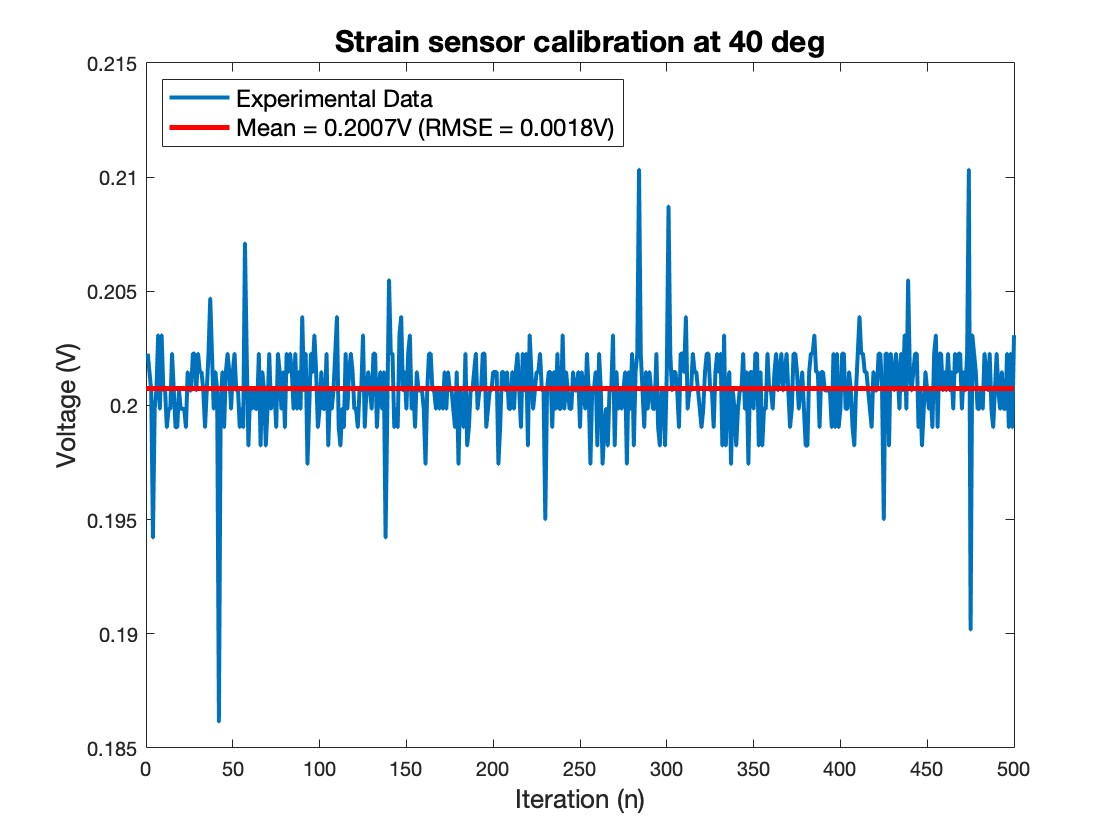 Strain sensor calibration at 40 deg
0.215
Experimental Data
Mean = 0.2007V (RMSE = 0.0018V)
0.21
0.205
0.2
0.195
0.19
0.185
Voltage (V)
0 50 100 150 200 250 300 350 400 450 500
Iteration (n)